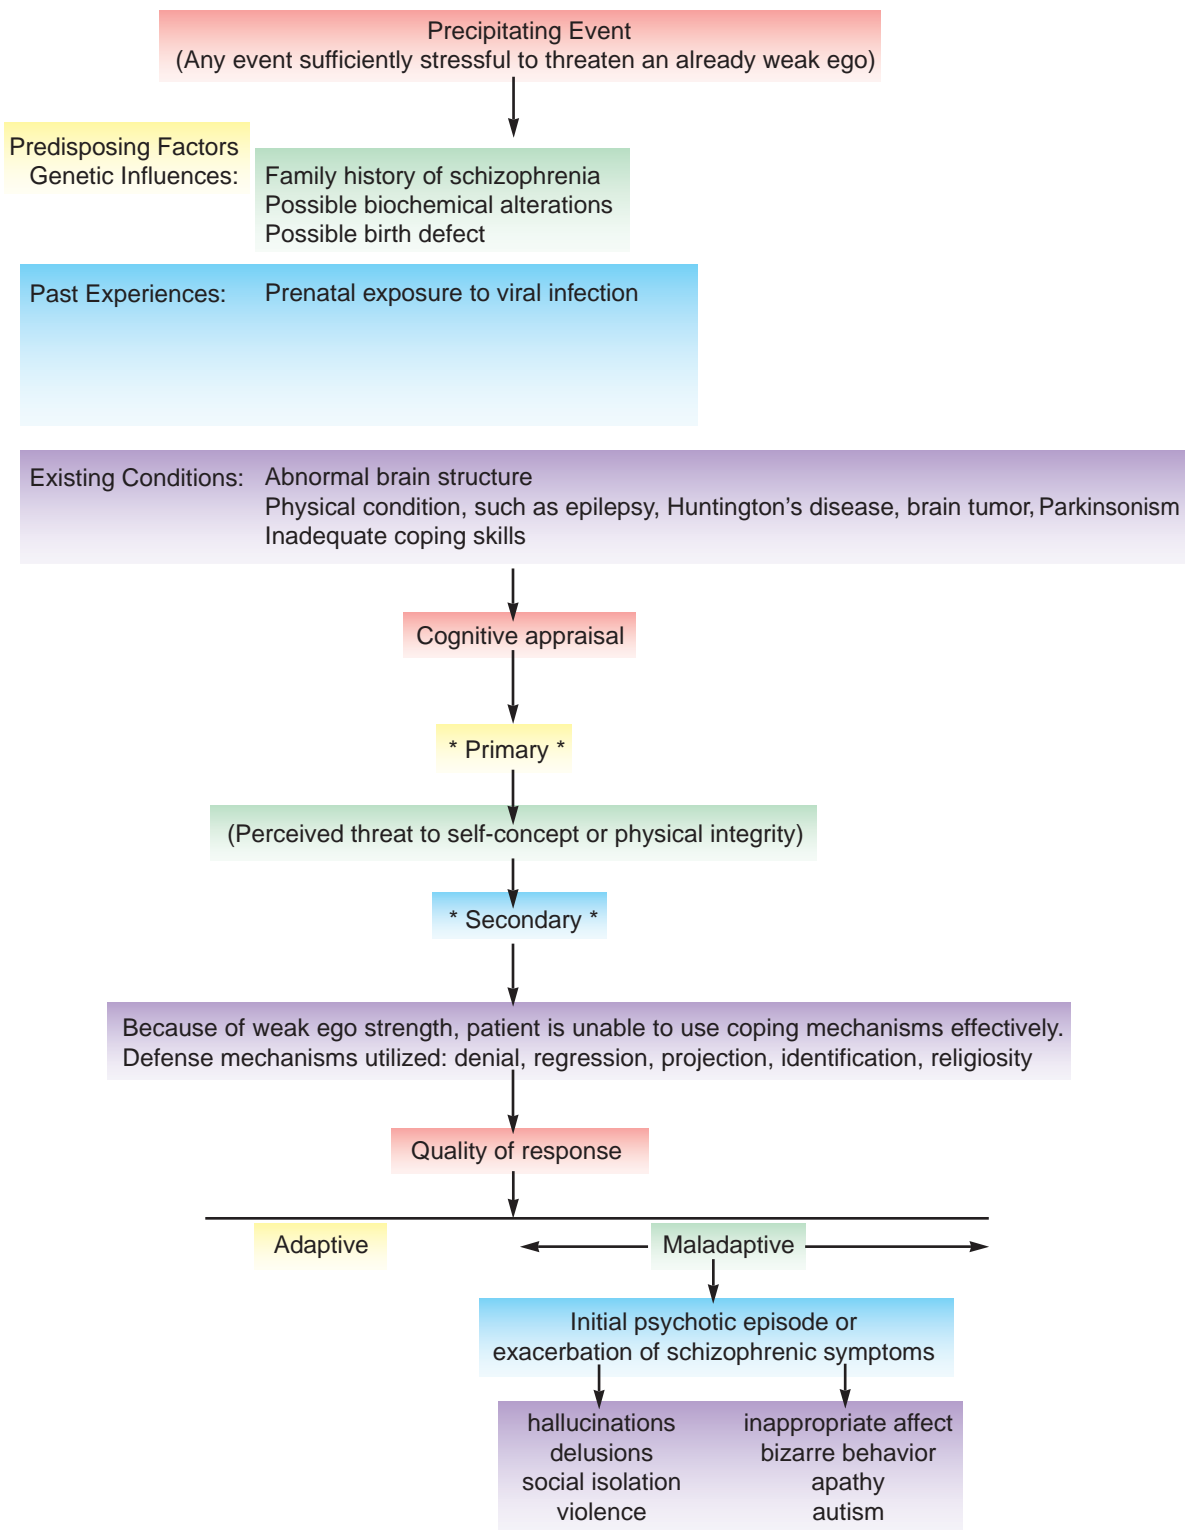 Precipitating Event
(Any event sufficiently stressful to threaten an already weak ego)
Predisposing Factors
Genetic Influences: Family history of schizophrenia
Possible biochemical alterations
Possible birth defect
Past Experiences: Prenatal exposure to viral infection
Existing Conditions: Abnormal brain structure
Physical condition, such as epilepsy, Huntington’s disease, brain tumor, Parkinsonism
Inadequate coping skills
Cognitive appraisal
* Primary *
(Perceived threat to self-concept or physical integrity)
* Secondary *
Because of weak ego strength, patient is unable to use coping mechanisms effectively.
Defense mechanisms utilized: denial, regression, projection, identification, religiosity
Quality of response
Adaptive Maladaptive
Initial psychotic episode or
exacerbation of schizophrenic symptoms
hallucinations inappropriate affect
delusions bizarre behavior
social isolation apathy
violence autism